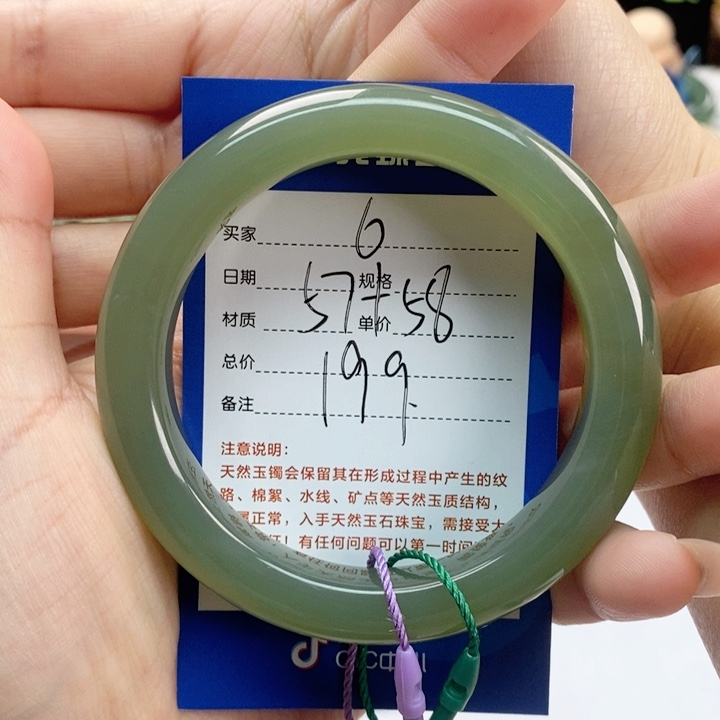 买家 6
日期 规格
57+58
材质 单价
总价 199
备注
注意说明：
天然玉镯会保留其在形成过程中产生的纹
路、棉絮、水线、矿点等天然玉质结构，
正常，入手天然玉石珠宝，需接受大
！有任何问题可以第一时间